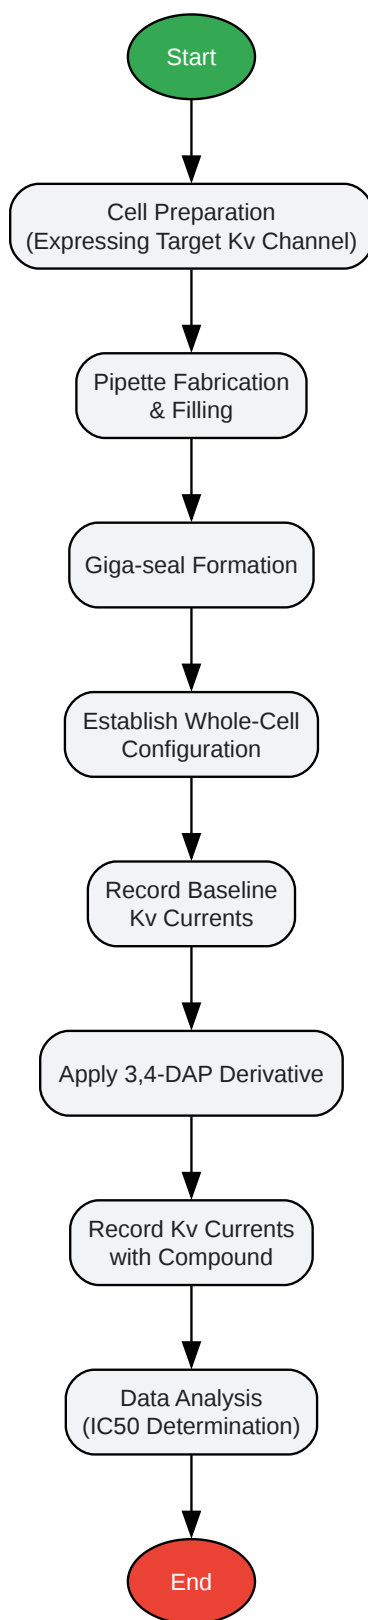 Start
Cell Preparation
(Expressing Target Kv Channel)
Pipette Fabrication
& Filling
Giga-seal Formation
Establish Whole-Cell
Configuration
Record Baseline
Kv Currents
Apply 3,4-DAP Derivative
Record Kv Currents
with Compound
Data Analysis
(IC50 Determination)
End